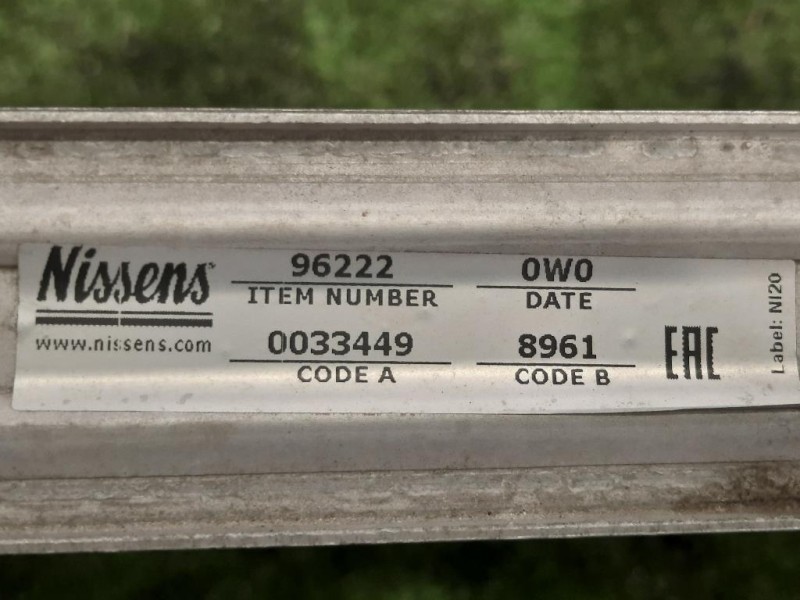 Nissens
www.nissens.com
96222
ITEM NUMBER
0W0
DATE
0033449
CODE A
8961
CODE B
EAC
Label: NI20